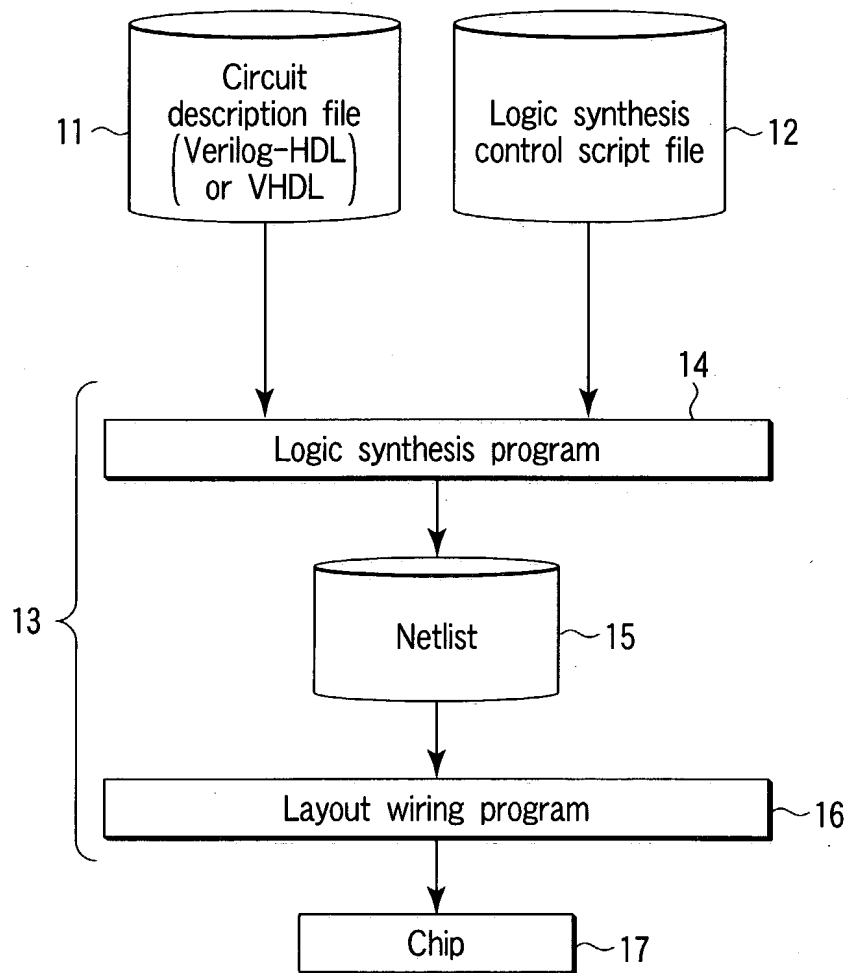 Circuit
description file
(Verilog-HDL)
or VHDL
11
Logic synthesis
control script file
12
14
Logic synthesis program
13
Netlist
15
Layout wiring program
16
Chip
17